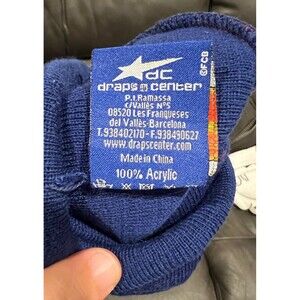 dc
draps center
P.I Ramassa
c/Vallès Nº5
08520 Les Franqueses
del Vallès-Barcelona
T.938402170-F.938490627
www.drapscenter.com
Made in China
100% Acrylic
©FCB